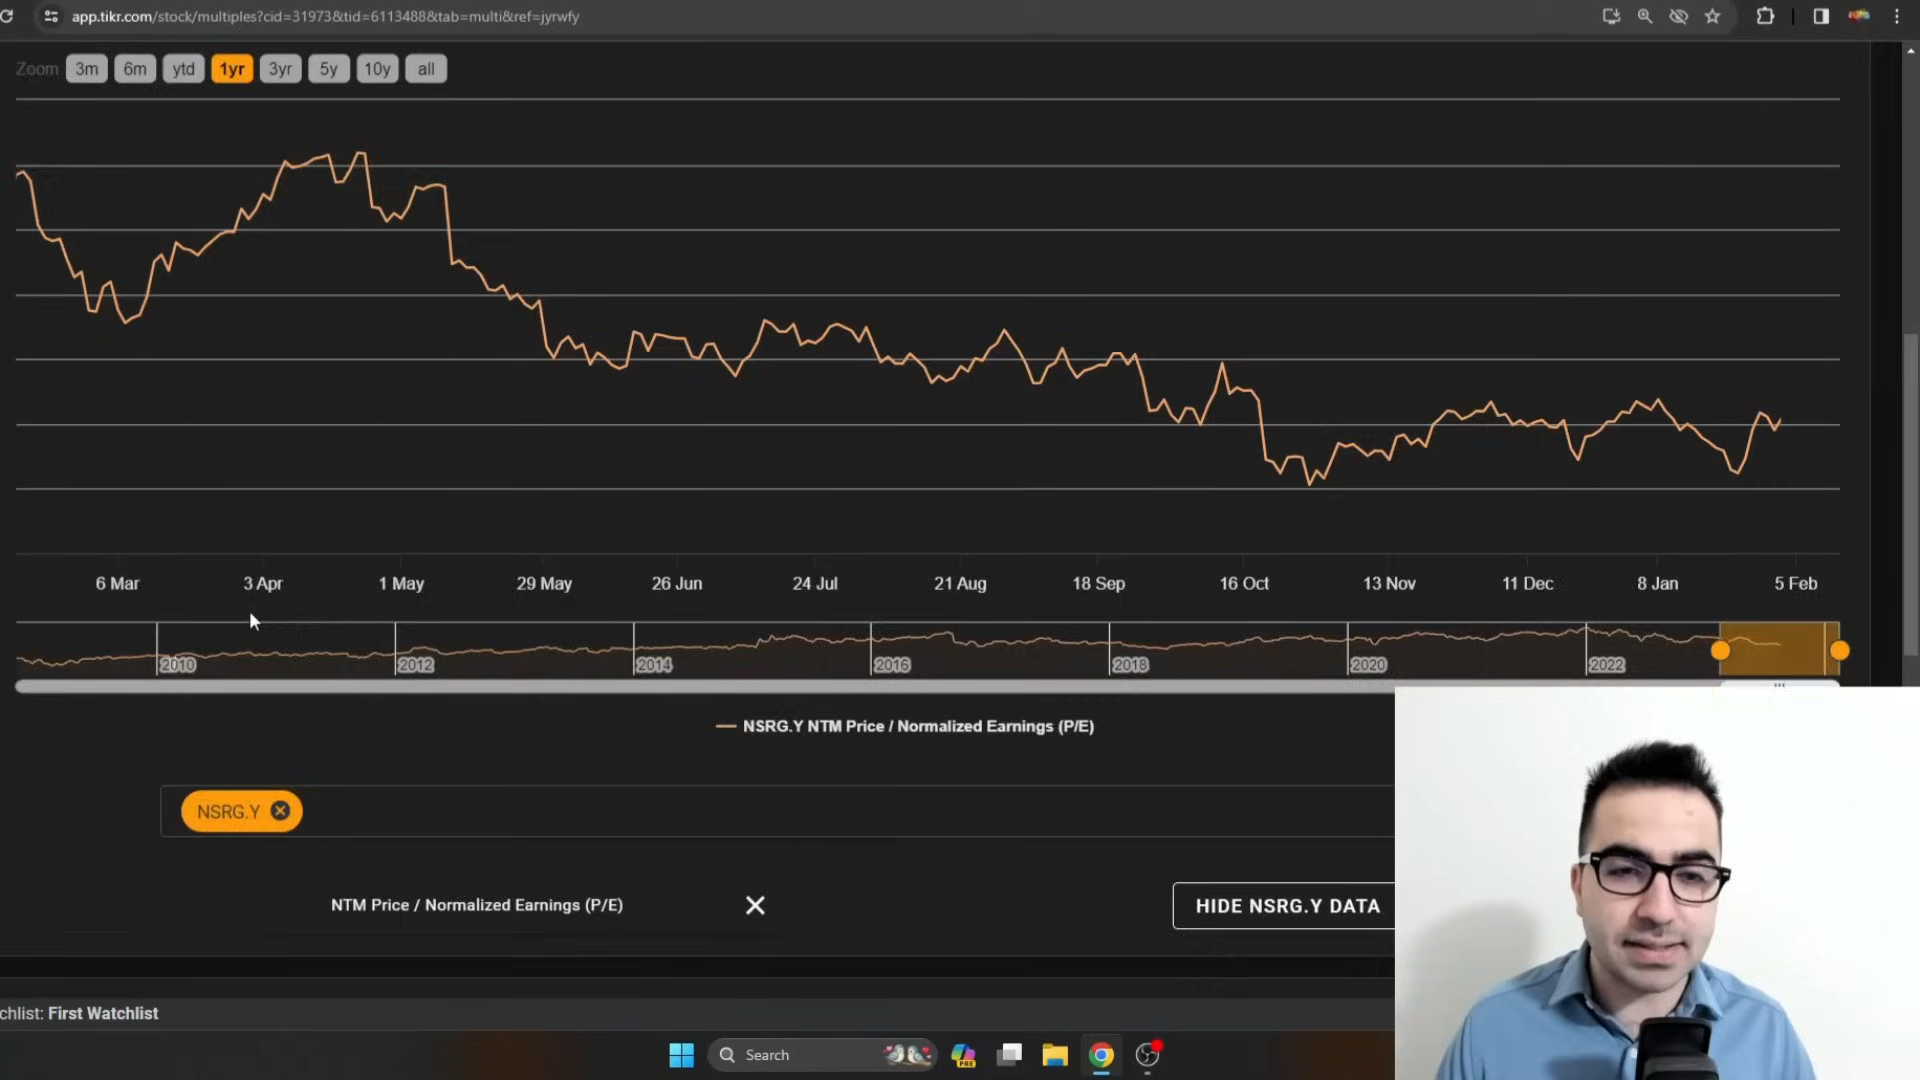 app.tikr.com/stock/multiples?cid=31973&tid=6113488&tab=multi&ref=jyrwfy
Zoom 3m 6m ytd 1yr 3yr 5y 10y all
6 Mar 3 Apr 1 May 29 May 26 Jun 24 Jul 21 Aug 18 Sep 16 Oct 13 Nov 11 Dec 8 Jan 5 Feb
2010 2012 2014 2016 2018 2020 2022
NSRG.Y NTM Price / Normalized Earnings (P/E)
NSRG.Y
NTM Price / Normalized Earnings (P/E)
HIDE NSRG.Y DATA
chlist: First Watchlist
Search
PRE